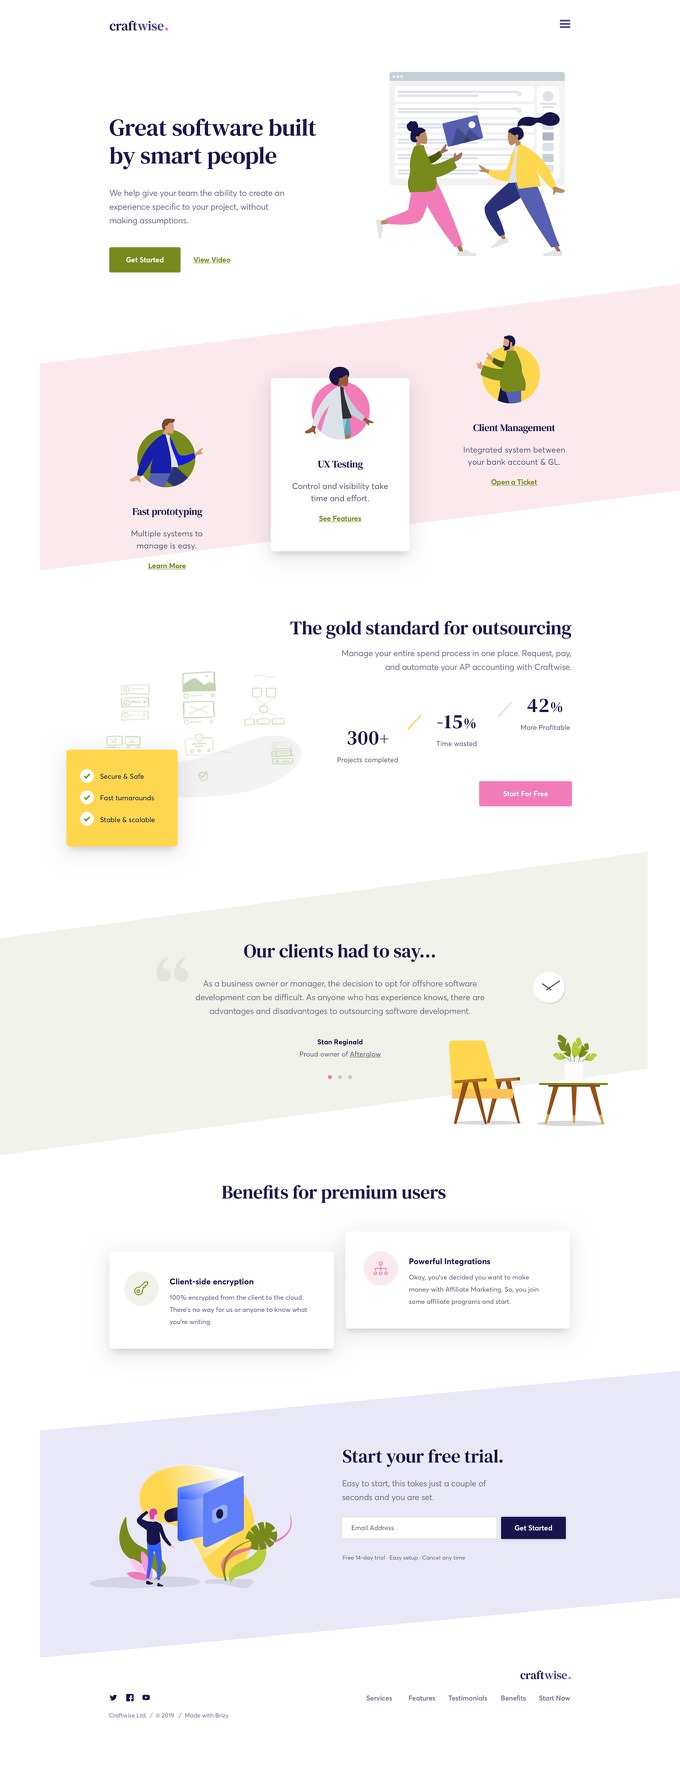 craftwise.
Great software built
by smart people
We help give your team the ability to create an
experience specific to your project, without
making assumptions.
Get Started
View Video
Fast prototyping
Multiple systems to
manage is easy.
Learn More
UX Testing
Control and visibility take
time and effort.
See Features
Client Management
Integrated system between
your bank account & GL.
Open a Ticket
The gold standard for outsourcing
Manage your entire spend process in one place. Request, pay,
and automate your AP accounting with Craftwise.
300+
Projects completed
-15%
Time wasted
42%
More Profitable
Start For Free
Secure & Safe
Fast turnarounds
Stable & scalable
Our clients had to say...
“
As a business owner or manager, the decision to opt for offshore software
development can be difficult. As anyone who has experience knows, there are
advantages and disadvantages to outsourcing software development.
Stan Reginald
Proud owner of Afterglow
Benefits for premium users
Client-side encryption
100% encrypted from the client to the cloud.
There's no way for us or anyone to know what
you're writing.
Powerful Integrations
Okay, you've decided you want to make
money with Affiliate Marketing. So, you join
some affiliate programs and start.
Start your free trial.
Easy to start, this takes just a couple of
seconds and you are set.
Email Address
Get Started
Free 14-day trial · Easy setup · Cancel any time
craftwise.
Services Features Testimonials Benefits Start Now
Craftwise Ltd. / © 2019 / Made with Brizy